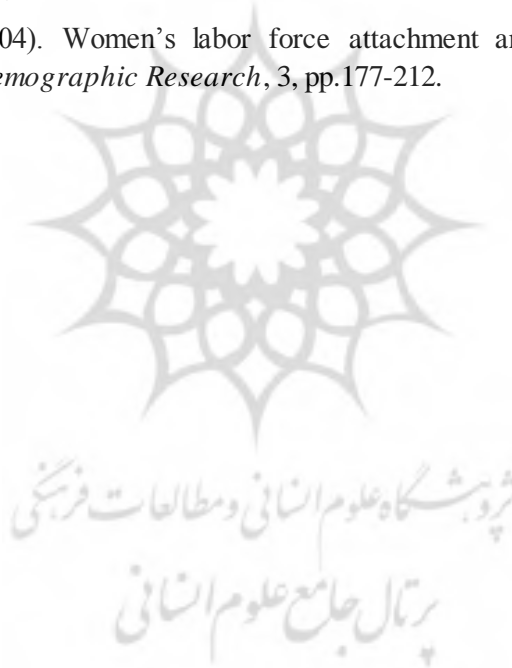 04). Women’s labor force attachment an
emographic Research, 3, pp.177-212.
پژوهشگاه علوم انسانی و مطالعات فرهنگی
پرتال جامع علوم انسانی